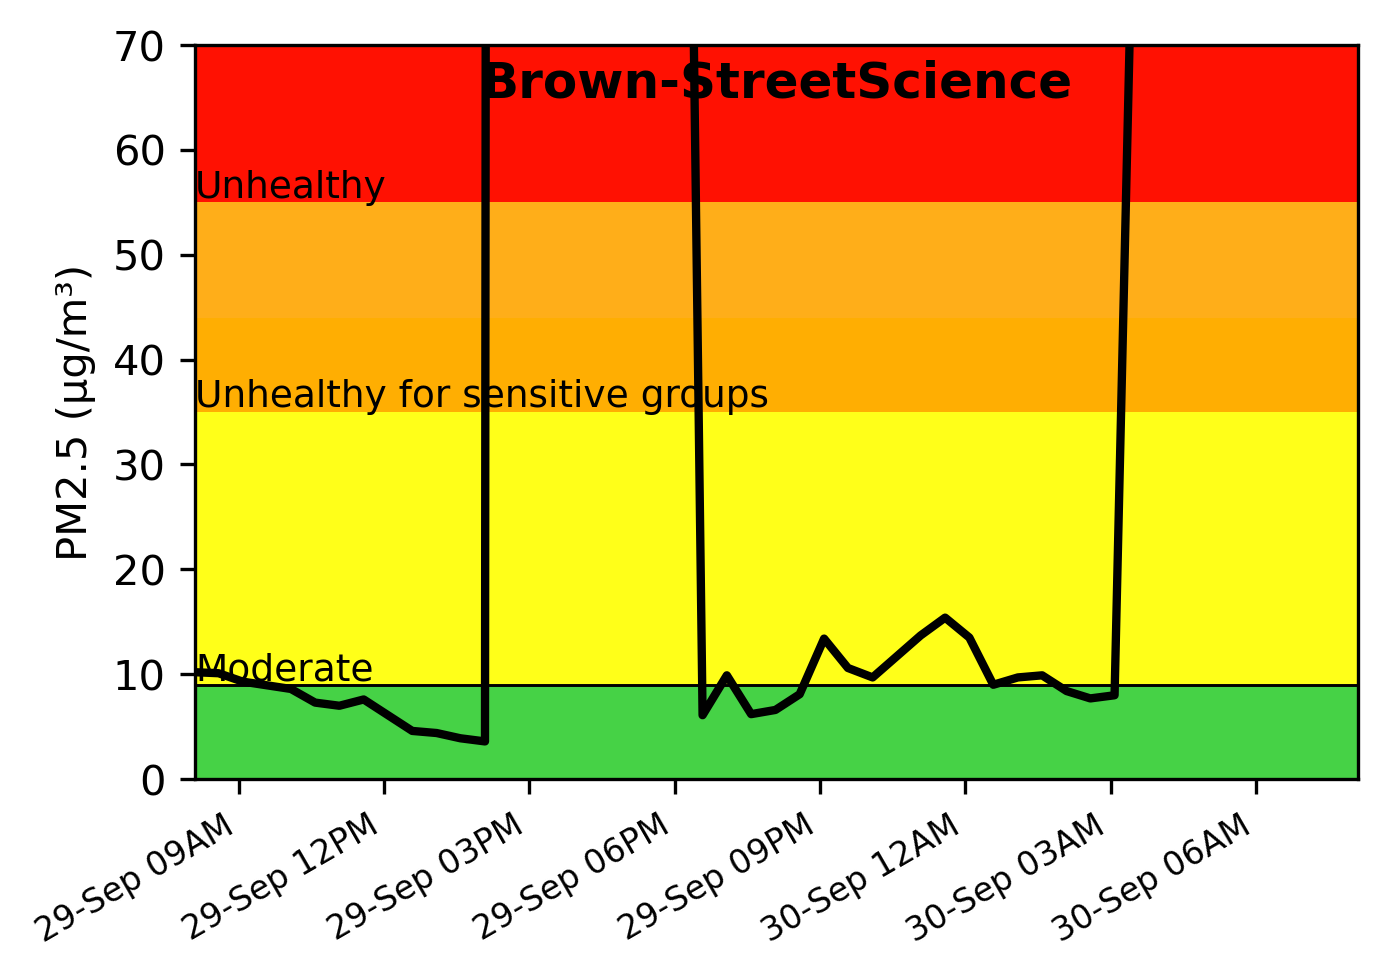 Brown-StreetScience
70
60
50
40
30
20
10
0
PM2.5 (μg/m³)
Unhealthy
Unhealthy for sensitive groups
Moderate
29-Sep 09AM
29-Sep 12PM
29-Sep 03PM
29-Sep 06PM
29-Sep 09PM
30-Sep 12AM
30-Sep 03AM
30-Sep 06AM